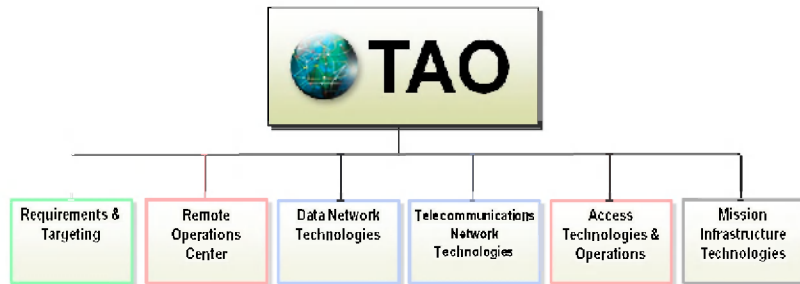 TAO
Requirements &
Targeting
Remote
Operations
Center
Data Network
Technologies
Telecommunications
Network
Technologies
Access
Technologies &
Operations
Mission
Infrastructure
Technologies